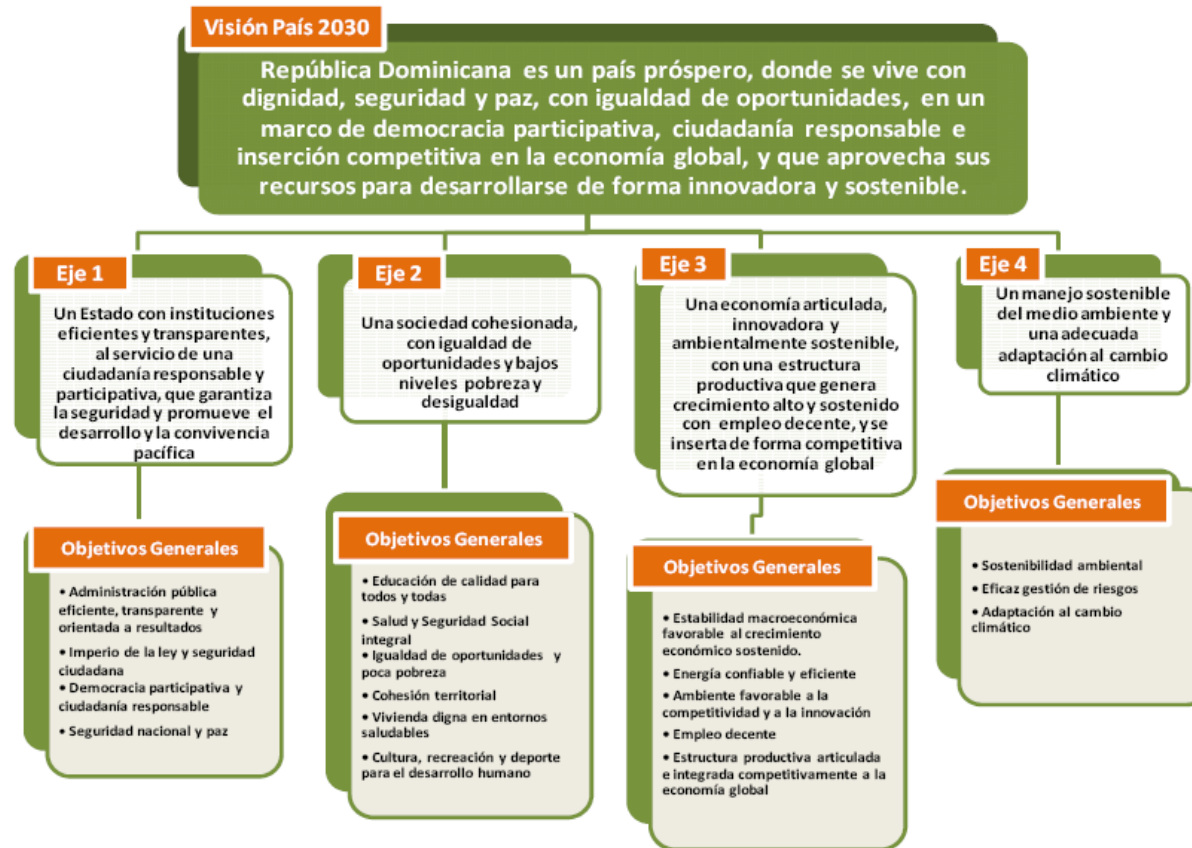 Visión País 2030
República Dominicana es un país próspero, donde se vive con
dignidad, seguridad y paz, con igualdad de oportunidades, en un
marco de democracia participativa, ciudadanía responsable e
inserción competitiva en la economía global, y que aprovecha sus
recursos para desarrollarse de forma innovadora y sostenible.
Eje 1
Un Estado con instituciones
eficientes y transparentes,
al servicio de una
ciudadanía responsable y
participativa, que garantiza
la seguridad y promueve el
desarrollo y la convivencia
pacífica
Objetivos Generales
• Administración pública
eficiente, transparente y
orientada a resultados
• Imperio de la ley y seguridad
ciudadana
• Democracia participativa y
ciudadanía responsable
• Seguridad nacional y paz
Eje 2
Una sociedad cohesionada,
con igualdad de
oportunidades y bajos
niveles pobreza y
desigualdad
Objetivos Generales
• Educación de calidad para
todos y todas
• Salud y Seguridad Social
integral
• Igualdad de oportunidades y
poca pobreza
• Cohesión territorial
• Vivienda digna en entornos
saludables
• Cultura, recreación y deporte
para el desarrollo humano
Eje 3
Una economía articulada,
innovadora y
ambientalmente sostenible,
con una estructura
productiva que genera
crecimiento alto y sostenido
con empleo decente, y se
inserta de forma competitiva
en la economía global
Objetivos Generales
• Estabilidad macroeconómica
favorable al crecimiento
económico sostenido.
• Energía confiable y eficiente
• Ambiente favorable a la
competitividad y a la innovación
• Empleo decente
• Estructura productiva articulada
e integrada competitivamente a la
economía global
Eje 4
Un manejo sostenible
del medio ambiente y
una adecuada
adaptación al cambio
climático
Objetivos Generales
• Sostenibilidad ambiental
• Eficaz gestión de riesgos
• Adaptación al cambio
climático